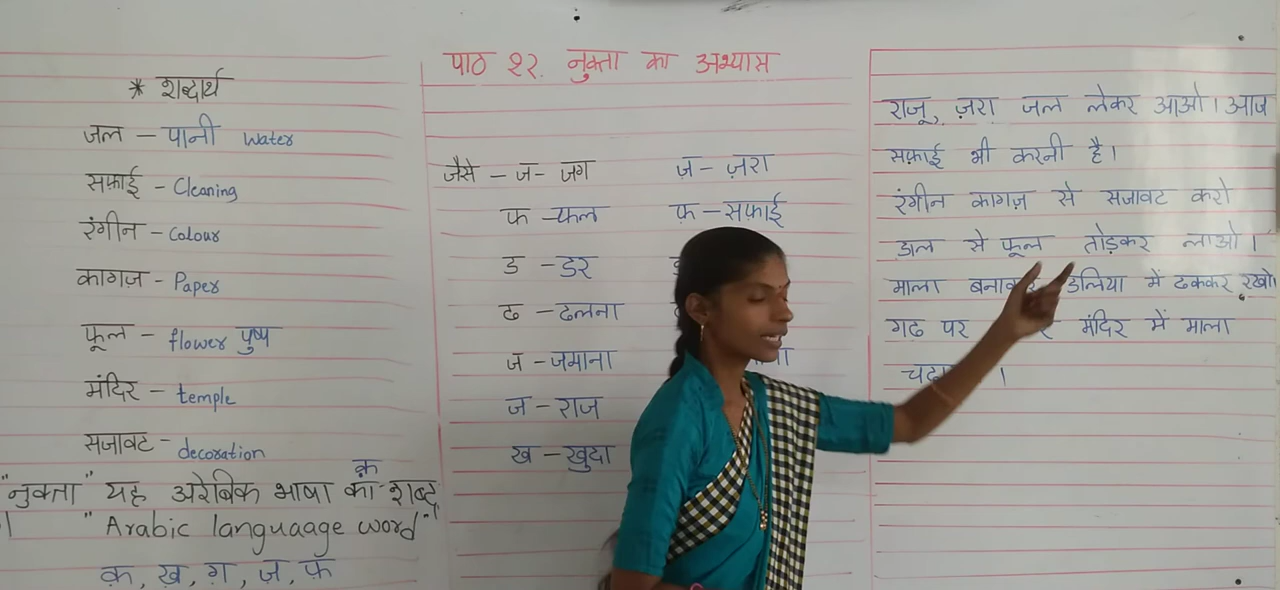 * शब्दार्थ
जल - पानी water
सफ़ाई - Cleaning
रंगीन - Colour
कागज़ - Paper
फूल - flower पुष्प
मंदिर - temple
सजावट - decoration
क़
"नुक्ता" यह अरेबिक भाषा का शब्द
"Arabic languaage word"
क़, ख़, ग़, ज़, फ़
पाठ १२. नुक्ता का अभ्यास
जैसे - ज - जग ज़ - ज़रा
फ - फल फ़ - सफ़ाई
ड - डर
ढ - ढलना
ज - जमाना
ज - राज
ख - खुदा
राजू, ज़रा जल लेकर आओ। आज
सफ़ाई भी करनी है।
रंगीन कागज़ से सजावट करो
डाल से फूल तोड़कर लाओ।
माला डलिया में ढककर रखो।
गढ पर मंदिर में माला